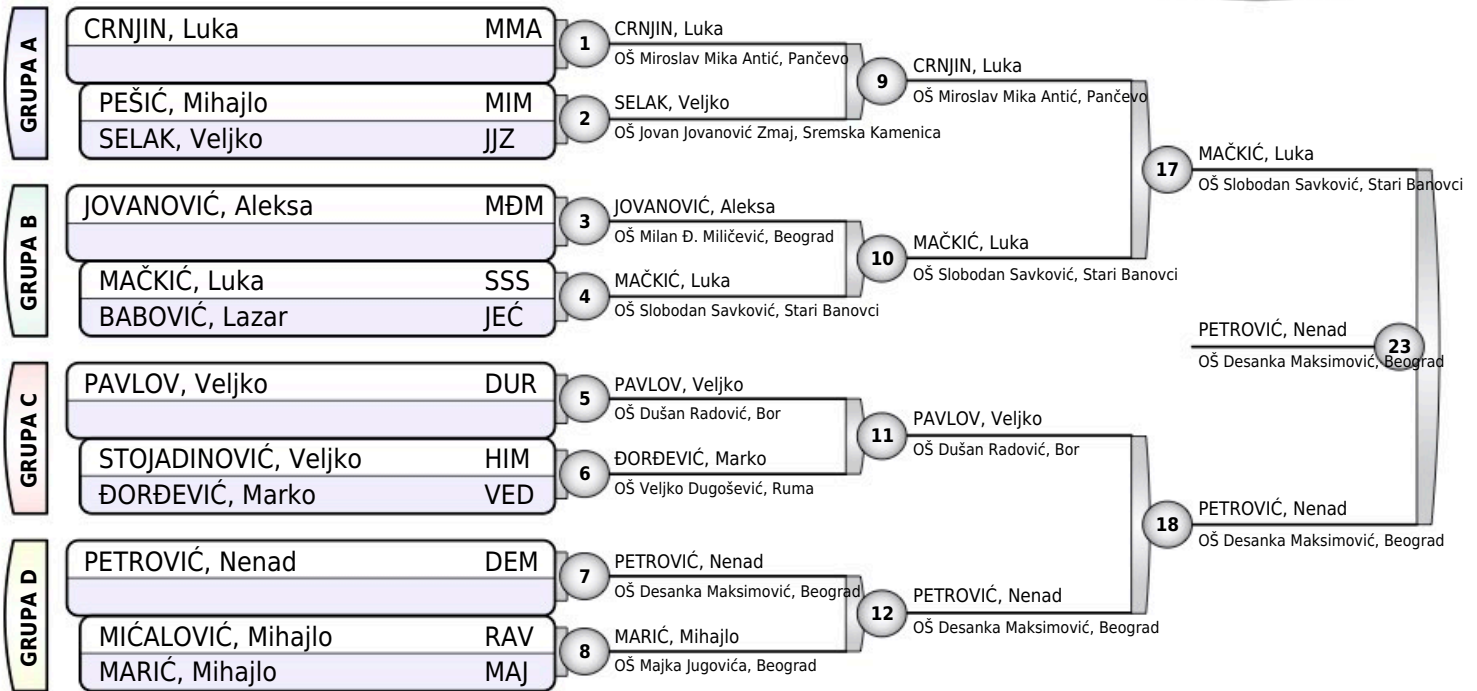 GRUPA A
CRNJIN, Luka MMA
PEŠIĆ, Mihajlo MIM
SELAK, Veljko JJZ
GRUPA B
JOVANOVIĆ, Aleksa MĐM
MAČKIĆ, Luka SSS
BABOVIĆ, Lazar JEĆ
GRUPA C
PAVLOV, Veljko DUR
STOJADINOVIĆ, Veljko HIM
ĐORĐEVIĆ, Marko VED
GRUPA D
PETROVIĆ, Nenad DEM
MIĆALOVIĆ, Mihajlo RAV
MARIĆ, Mihajlo MAJ
1
CRNJIN, Luka
OŠ Miroslav Mika Antić, Pančevo
2
SELAK, Veljko
OŠ Jovan Jovanović Zmaj, Sremska Kamenica
3
JOVANOVIĆ, Aleksa
OŠ Milan Đ. Miličević, Beograd
4
MAČKIĆ, Luka
OŠ Slobodan Savković, Stari Banovci
5
PAVLOV, Veljko
OŠ Dušan Radović, Bor
6
ĐORĐEVIĆ, Marko
OŠ Veljko Dugošević, Ruma
7
PETROVIĆ, Nenad
OŠ Desanka Maksimović, Beograd
8
MARIĆ, Mihajlo
OŠ Majka Jugovića, Beograd
9
CRNJIN, Luka
OŠ Miroslav Mika Antić, Pančevo
10
MAČKIĆ, Luka
OŠ Slobodan Savković, Stari Banovci
11
PAVLOV, Veljko
OŠ Dušan Radović, Bor
12
PETROVIĆ, Nenad
OŠ Desanka Maksimović, Beograd
17
MAČKIĆ, Luka
OŠ Slobodan Savković, Stari Banovci
18
PETROVIĆ, Nenad
OŠ Desanka Maksimović, Beograd
PETROVIĆ, Nenad
23
OŠ Desanka Maksimović, Beograd